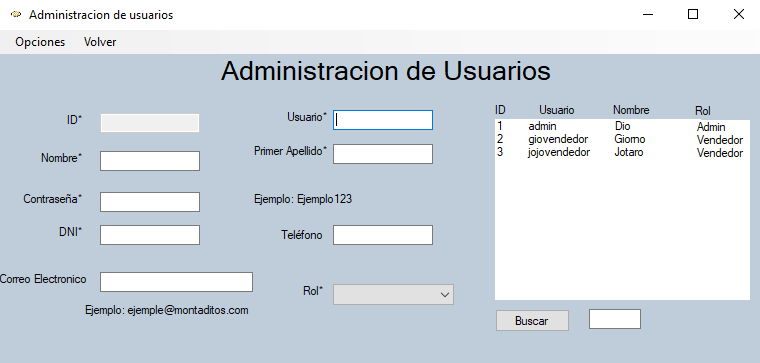 Administracion de usuarios
Opciones Volver
Administracion de Usuarios
ID*
Usuario*
Nombre*
Primer Apellido*
Contraseña*
Ejemplo: Ejemplo123
DNI*
Teléfono
Correo Electronico
Rol*
Ejemplo: ejemple@montaditos.com
ID Usuario Nombre Rol
1 admin Dio Admin
2 giovendedor Giorno Vendedor
3 jojovendedor Jotaro Vendedor
Buscar